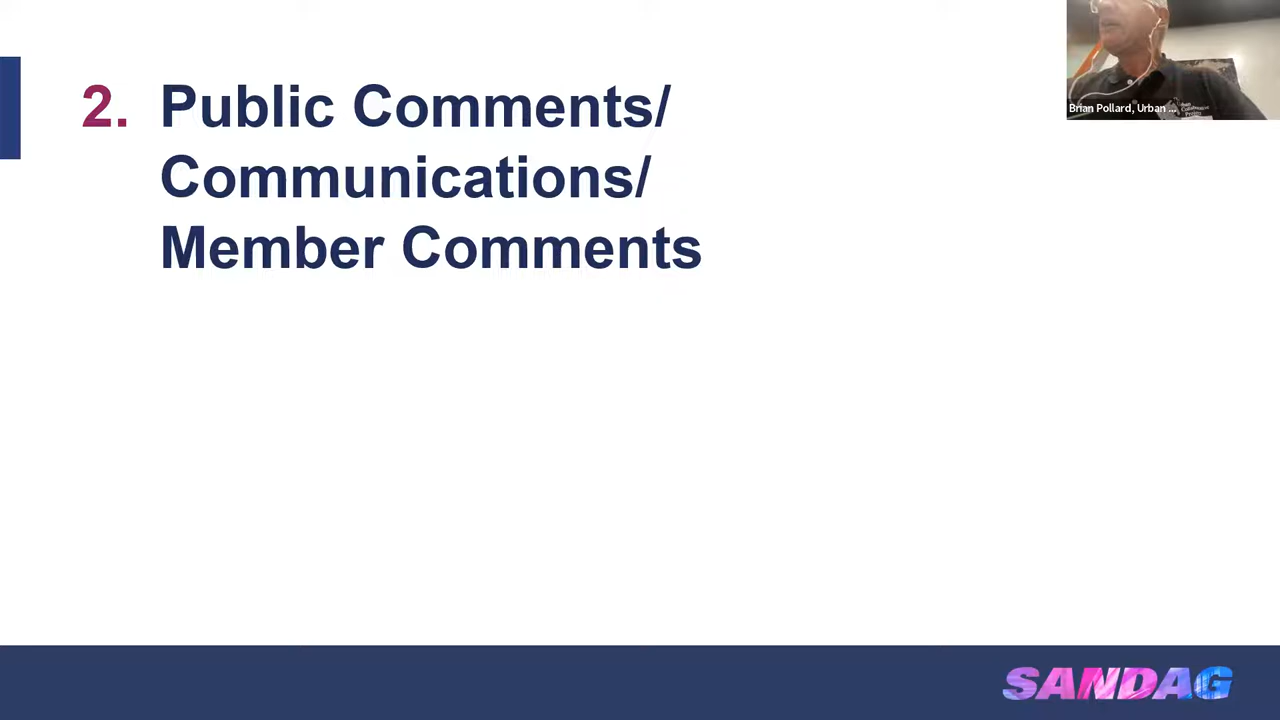 2. Public Comments/
Communications/
Member Comments
Brian Pollard, Urban ...
SANDAG